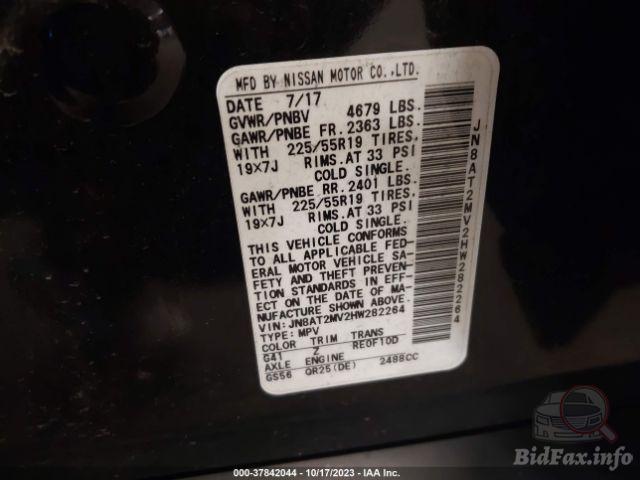 MFD BY NISSAN MOTOR CO.,LTD.
DATE 7/17
GVWR/PNBV 4679 LBS.
GAWR/PNBE FR. 2363 LBS.
WITH 225/55R19 TIRES.
19×7J RIMS.AT 33 PSI
COLD SINGLE.
GAWR/PNBE RR. 2401 LBS.
WITH 225/55R19 TIRES.
19×7J RIMS.AT 33 PSI
COLD SINGLE.
THIS VEHICLE CONFORMS
TO ALL APPLICABLE FED-
ERAL MOTOR VEHICLE SA-
FETY AND THEFT PREVEN-
TION STANDARDS IN EFF-
ECT ON THE DATE OF MA-
NUFACTURE SHOWN ABOVE
VIN: JN8AT2MV2HW282264
TYPE: MPV
COLOR TRIM TRANS
G41 Z RE0F10D
AXLE ENGINE
GS56 QR25(DE) 2488CC
JN8AT2MV2HW282264
000-37842044 - 10/17/2023 - IAA Inc.
BidFax.info